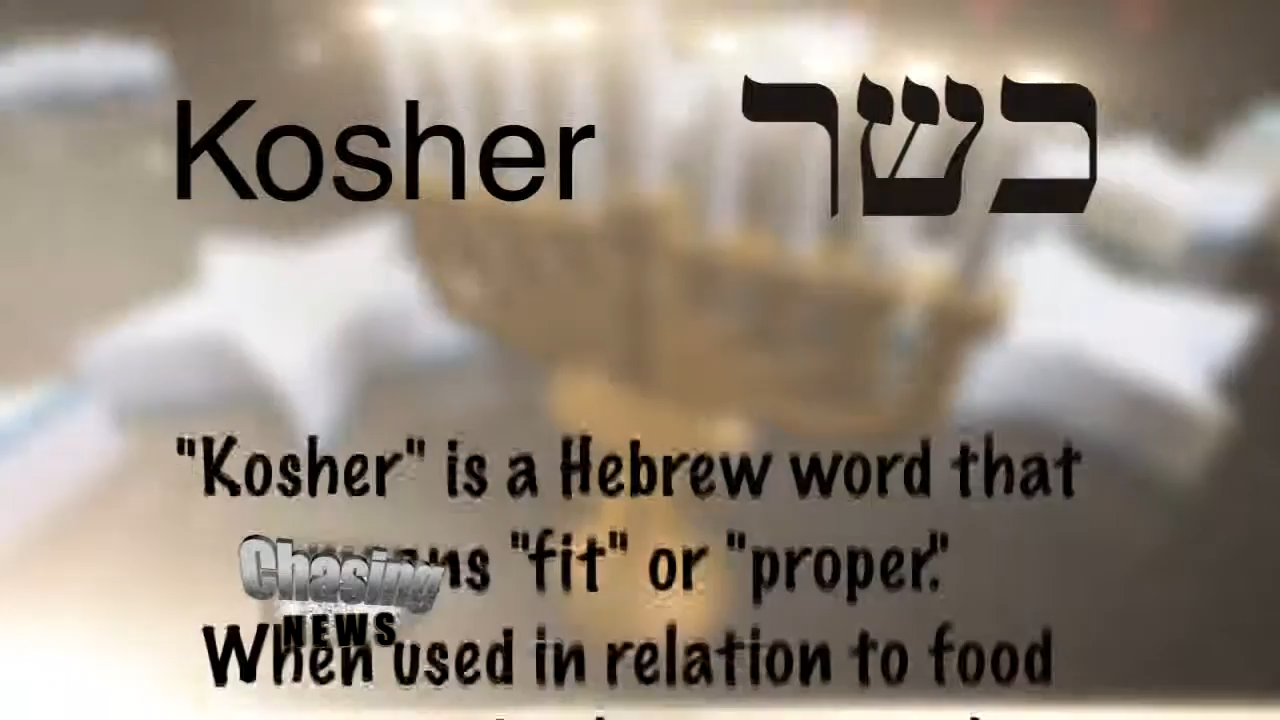 Kosher כשר
"Kosher" is a Hebrew word that
"fit" or "proper."
When used in relation to food
Chasing
NEWS